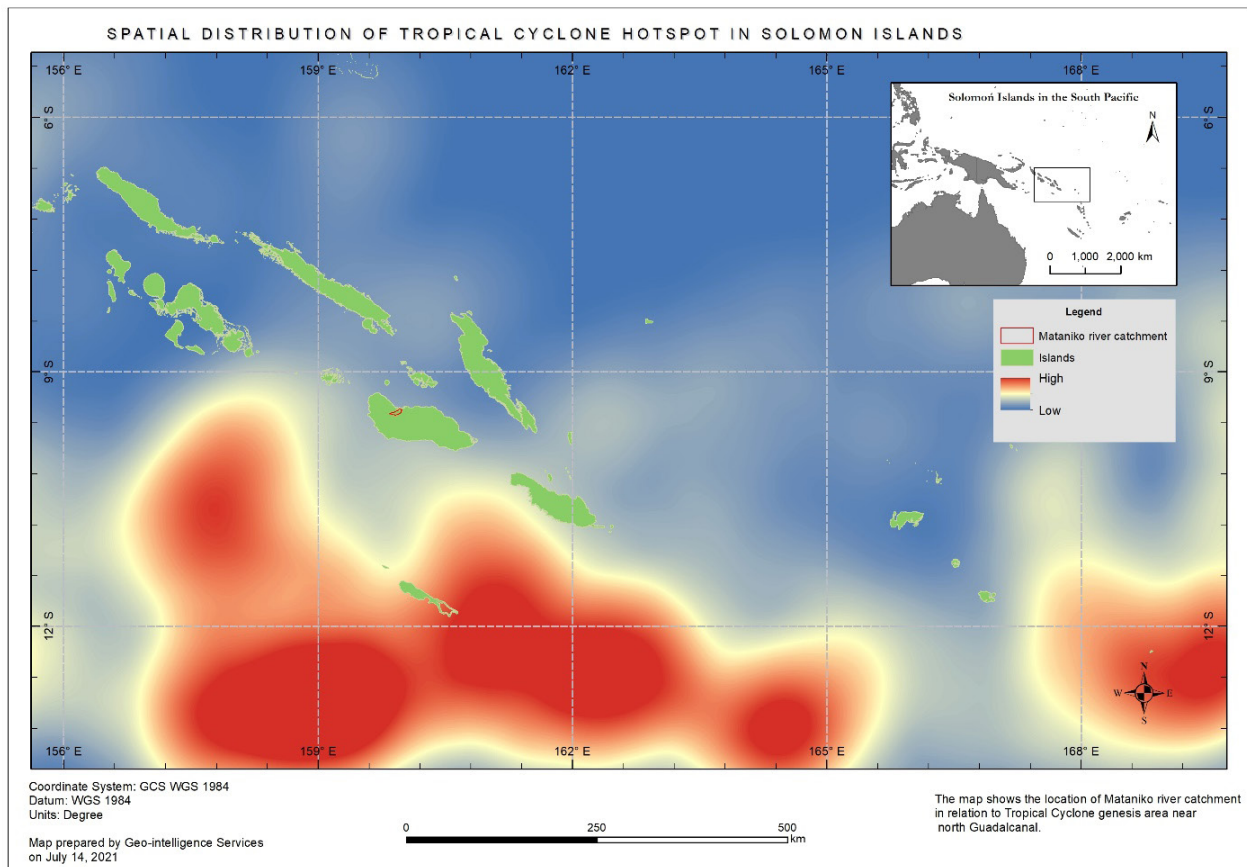 SPATIAL DISTRIBUTION OF TROPICAL CYCLONE HOTSPOT IN SOLOMON ISLANDS
156° E
159° E
162° E
165° E
168° E
6° S
6° S
Solomon Islands in the South Pacific
N
0 1,000 2,000 km
Legend
Mataniko river catchment
Islands
High
Low
9° S
9° S
12° S
12° S
N
W E
S
156° E
159° E
162° E
165° E
168° E
Coordinate System: GCS WGS 1984
Datum: WGS 1984
Units: Degree
Map prepared by Geo-intelligence Services
on July 14, 2021
0 250 500
km
The map shows the location of Mataniko river catchment
in relation to Tropical Cyclone genesis area near
north Guadalcanal.